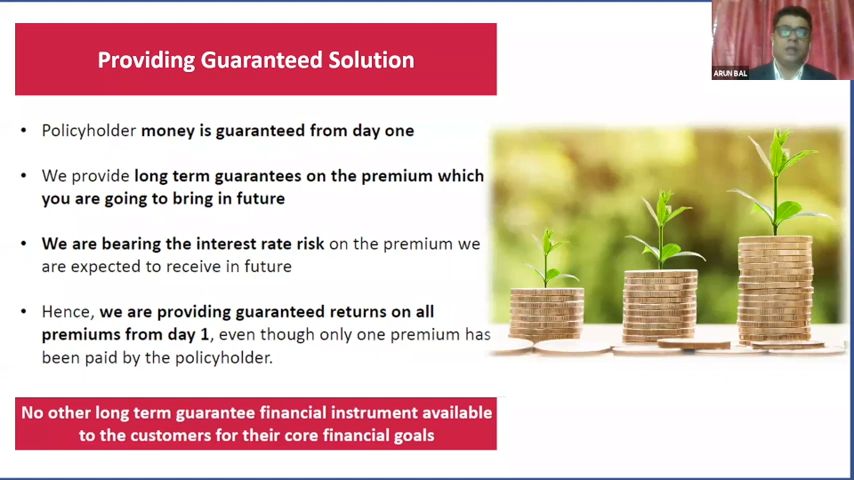 Providing Guaranteed Solution
ARUN BAL
• Policyholder money is guaranteed from day one
• We provide long term guarantees on the premium which
you are going to bring in future
• We are bearing the interest rate risk on the premium we
are expected to receive in future
• Hence, we are providing guaranteed returns on all
premiums from day 1, even though only one premium has
been paid by the policyholder.
No other long term guarantee financial instrument available
to the customers for their core financial goals